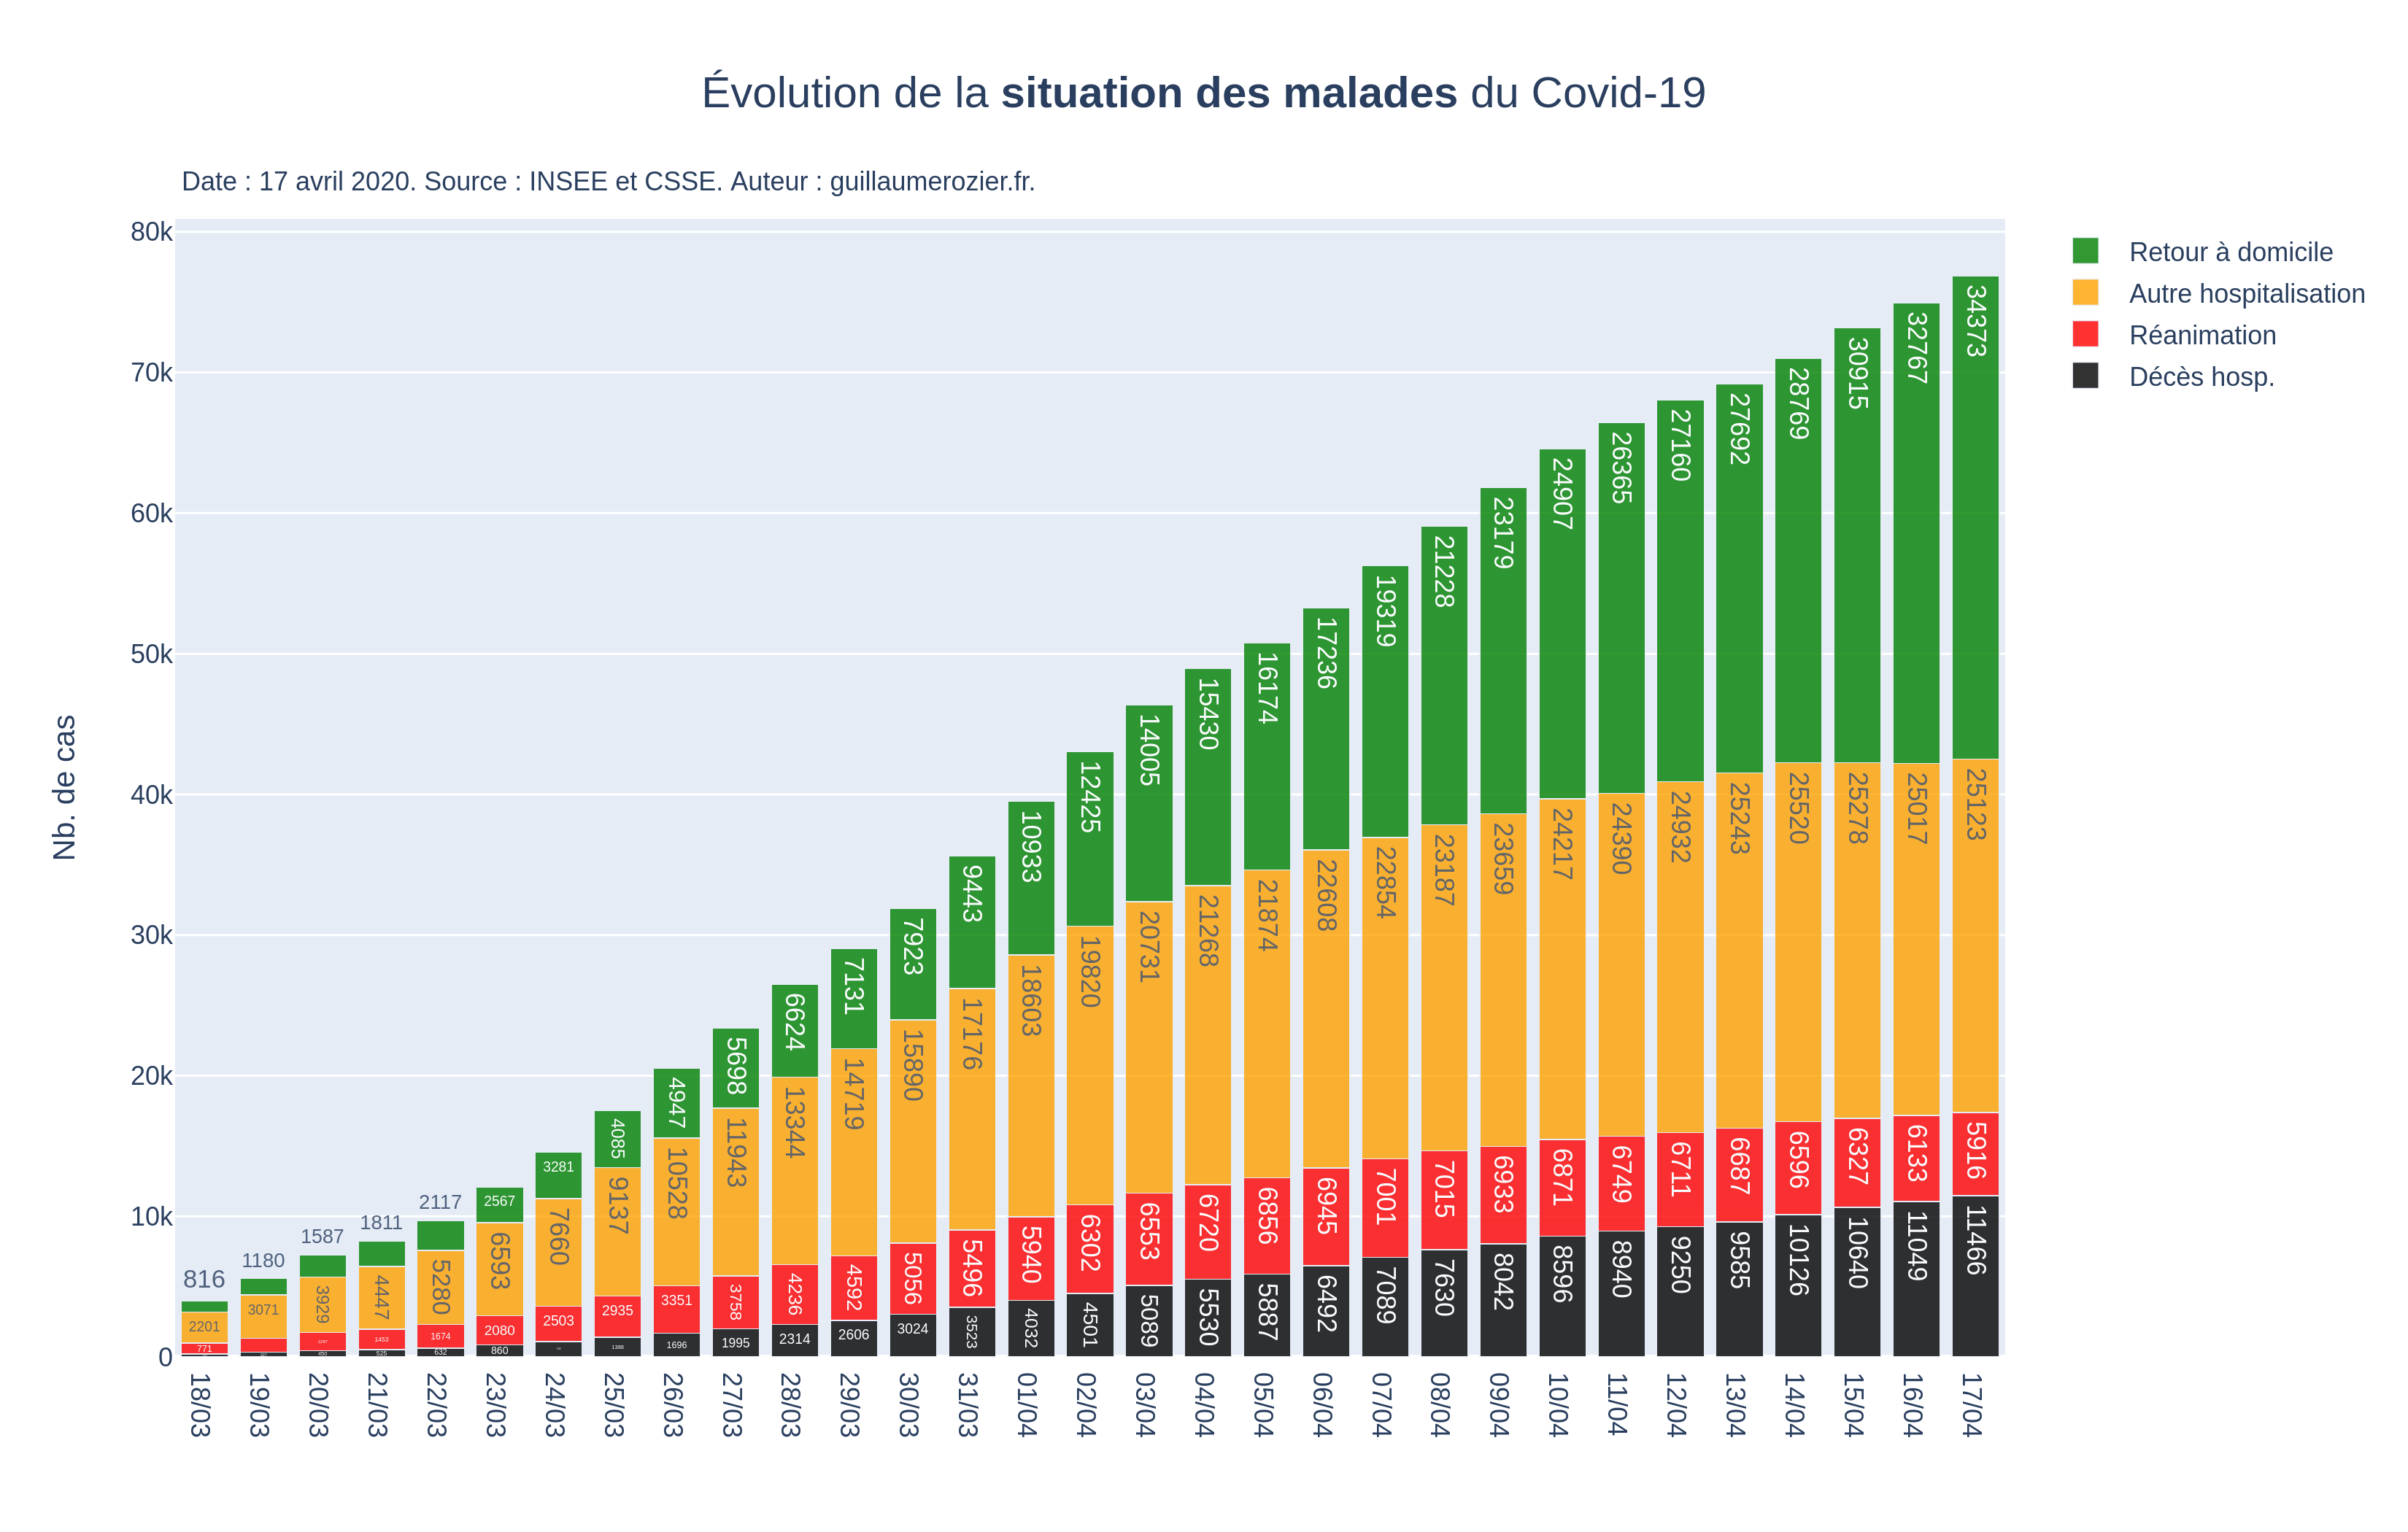 Évolution de la situation des malades du Covid-19
Date : 17 avril 2020. Source : INSEE et CSSE. Auteur : guillaumerozier.fr.
Retour à domicile
Autre hospitalisation
Réanimation
Décès hosp.
Nb. de cas
80k
70k
60k
50k
40k
30k
20k
10k
0
816 1180 1587 1811 2117 2567 3281 4085 4947 5698 6624 7131 7923 9443 10933 12425 14005 15430 16174 17236 19319 21228 23179 24907 26365 27160 27692 28769 30915 32767 34373
2201 3071 3929 4447 5280 6593 7660 9137 10528 11943 13344 14719 15890 17176 18603 19820 20731 21268 21874 22608 22854 23187 23659 24217 24390 24932 25243 25520 25278 25017 25123
771 1453 1674 2080 2503 2935 3351 3758 4236 4592 5056 5496 5940 6302 6553 6720 6856 6945 7001 7015 6933 6871 6749 6711 6687 6596 6327 6133 5916
450 525 632 860 1696 1995 2314 2606 3024 3523 4032 4501 5089 5530 5887 6492 7089 7630 8042 8596 8940 9250 9585 10126 10640 11049 11466
18/03 19/03 20/03 21/03 22/03 23/03 24/03 25/03 26/03 27/03 28/03 29/03 30/03 31/03 01/04 02/04 03/04 04/04 05/04 06/04 07/04 08/04 09/04 10/04 11/04 12/04 13/04 14/04 15/04 16/04 17/04